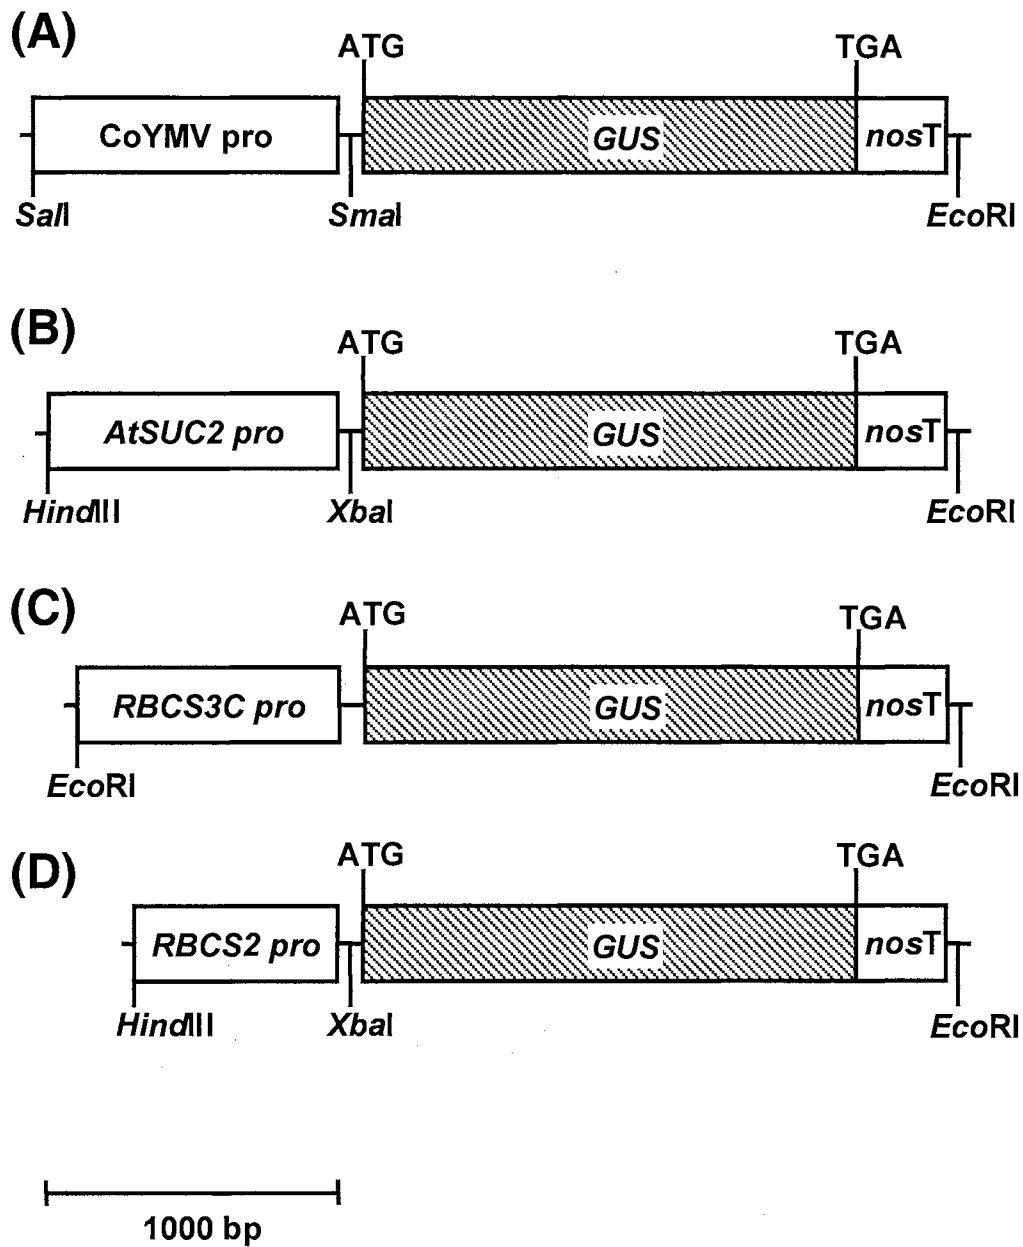 (A)
ATG TGA
CoYMV pro GUS nosT
SalI SmaI EcoRI
(B)
ATG TGA
AtSUC2 pro GUS nosT
HindIII XbaI EcoRI
(C)
ATG TGA
RBCS3C pro GUS nosT
EcoRI EcoRI
(D)
ATG TGA
RBCS2 pro GUS nosT
HindIII XbaI EcoRI
1000 bp